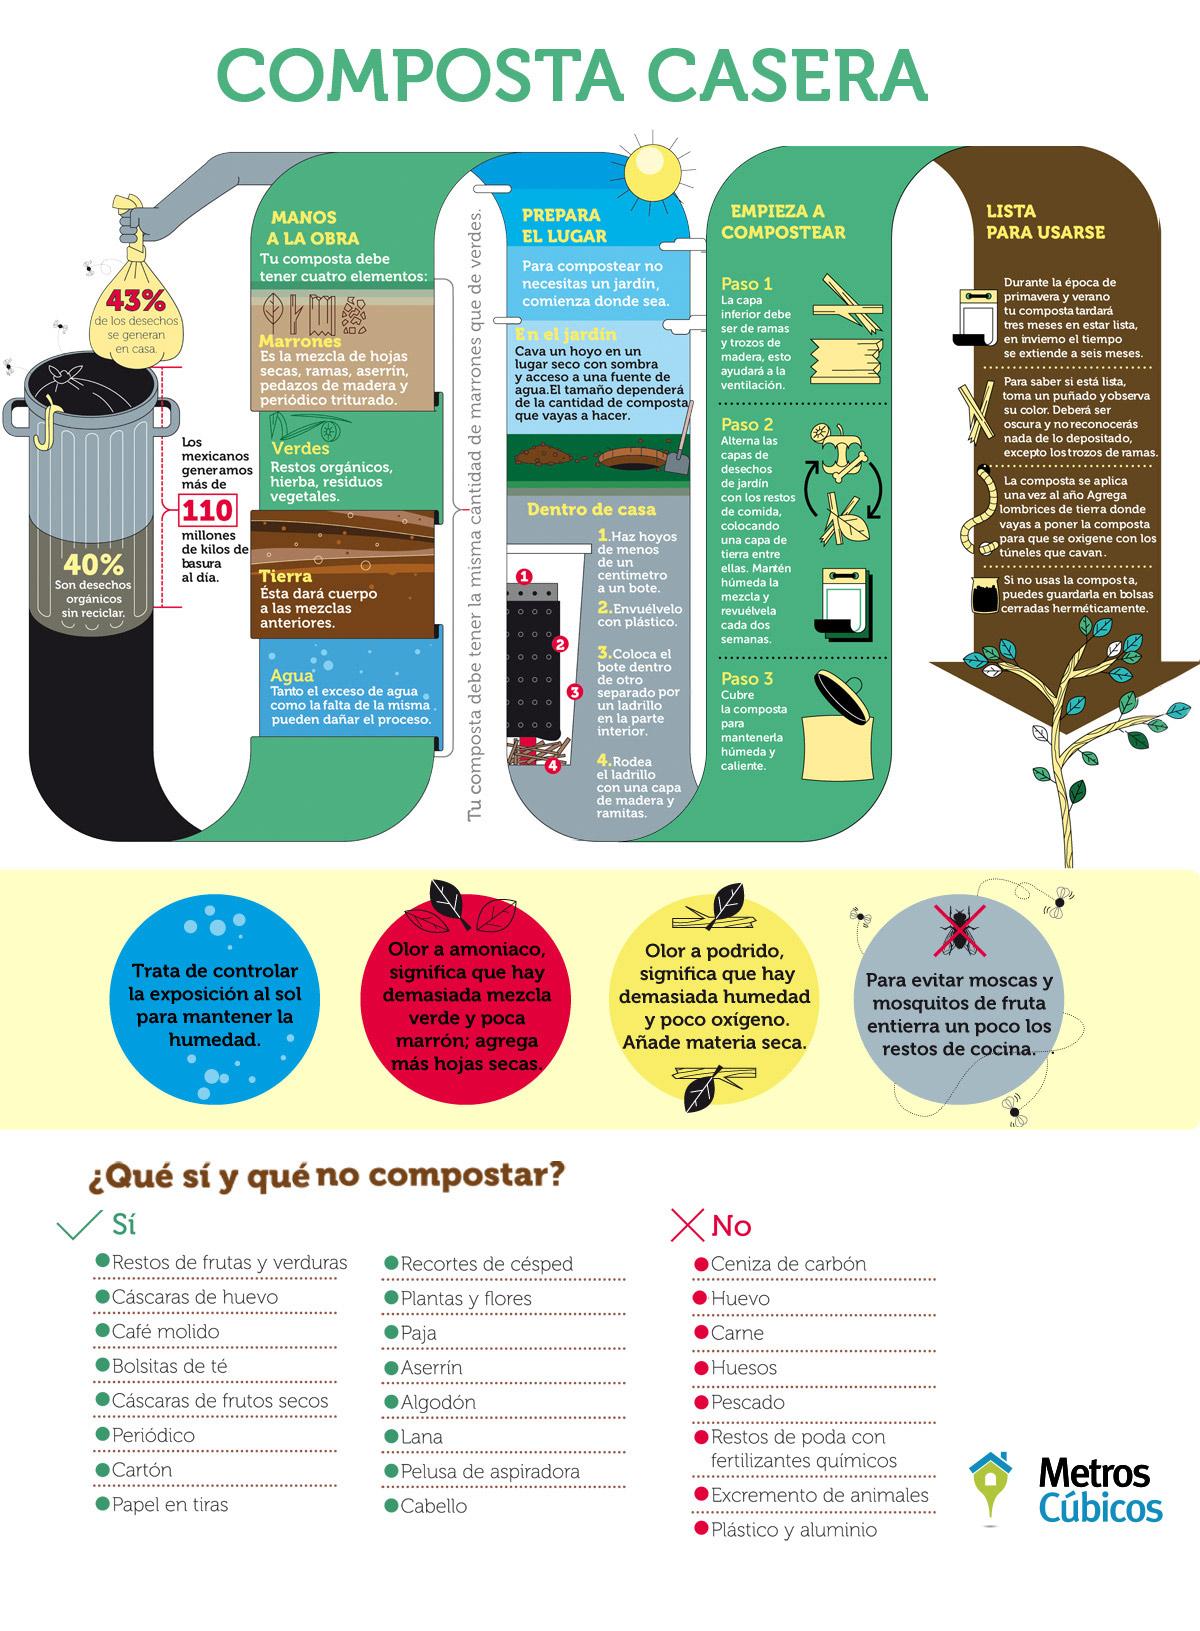 COMPOSTA CASERA
43%
de los desechos
se generan
en casa.
Los
mexicanos
generamos
más de
110
millones
de kilos de
basura
al día.
40%
Son desechos
orgánicos
sin reciclar.
MANOS
A LA OBRA
Tu composta debe
tener cuatro elementos:
Marrones
Es la mezcla de hojas
secas, ramas, aserrín,
pedazos de madera y
periódico triturado.
Verdes
Restos orgánicos,
hierba, residuos
vegetales.
Tierra
Ésta dará cuerpo
a las mezclas
anteriores.
Agua
Tanto el exceso de agua
como la falta de la misma
pueden dañar el proceso.
Tu composta debe tener la misma cantidad de marrones que de verdes.
PREPARA
EL LUGAR
Para compostear no
necesitas un jardín,
comienza donde sea.
En el jardín
Cava un hoyo en un
lugar seco con sombra
y acceso a una fuente de
agua.El tamaño dependerá
de la cantidad de composta
que vayas a hacer.
Dentro de casa
1
2
3
4
1.Haz hoyos
de menos
de un
centimetro
a un bote.
2.Envuélvelo
con plástico.
3.Coloca el
bote dentro
de otro
separado por
un ladrillo
en la parte
interior.
4.Rodea
el ladrillo
con una capa
de madera y
ramitas.
EMPIEZA A
COMPOSTEAR
Paso 1
La capa
inferior debe
ser de ramas
y trozos de
madera, esto
ayudará a la
ventilación.
Paso 2
Alterna las
capas de
desechos
de jardín
con los restos
de comida,
colocando
una capa de
tierra entre
ellas. Mantén
húmeda la
mezcla y
revuélvela
cada dos
semanas.
Paso 3
Cubre
la composta
para
mantenerla
húmeda y
caliente.
LISTA
PARA USARSE
Durante la época de
primavera y verano
tu composta tardará
tres meses en estar lista,
en invierno el tiempo
se extiende a seis meses.
Para saber si está lista,
toma un puñado y observa
su color. Deberá ser
oscura y no reconocerás
nada de lo depositado,
excepto los trozos de ramas.
La composta se aplica
una vez al año Agrega
lombrices de tierra donde
vayas a poner la composta
para que se oxigene con los
túneles que cavan.
Si no usas la composta,
puedes guardarla en bolsas
cerradas herméticamente.
Trata de controlar
la exposición al sol
para mantener la
humedad.
Olor a amoniaco,
significa que hay
demasiada mezcla
verde y poca
marrón; agrega
más hojas secas.
Olor a podrido,
significa que hay
demasiada humedad
y poco oxígeno.
Añade materia seca.
Para evitar moscas y
mosquitos de fruta
entierra un poco los
restos de cocina.
¿Qué sí y qué no compostar?
Sí
Restos de frutas y verduras
Cáscaras de huevo
Café molido
Bolsitas de té
Cáscaras de frutos secos
Periódico
Cartón
Papel en tiras
Recortes de césped
Plantas y flores
Paja
Aserrín
Algodón
Lana
Pelusa de aspiradora
Cabello
No
Ceniza de carbón
Huevo
Carne
Huesos
Pescado
Restos de poda con
fertilizantes químicos
Excremento de animales
Plástico y aluminio
Metros
Cúbicos